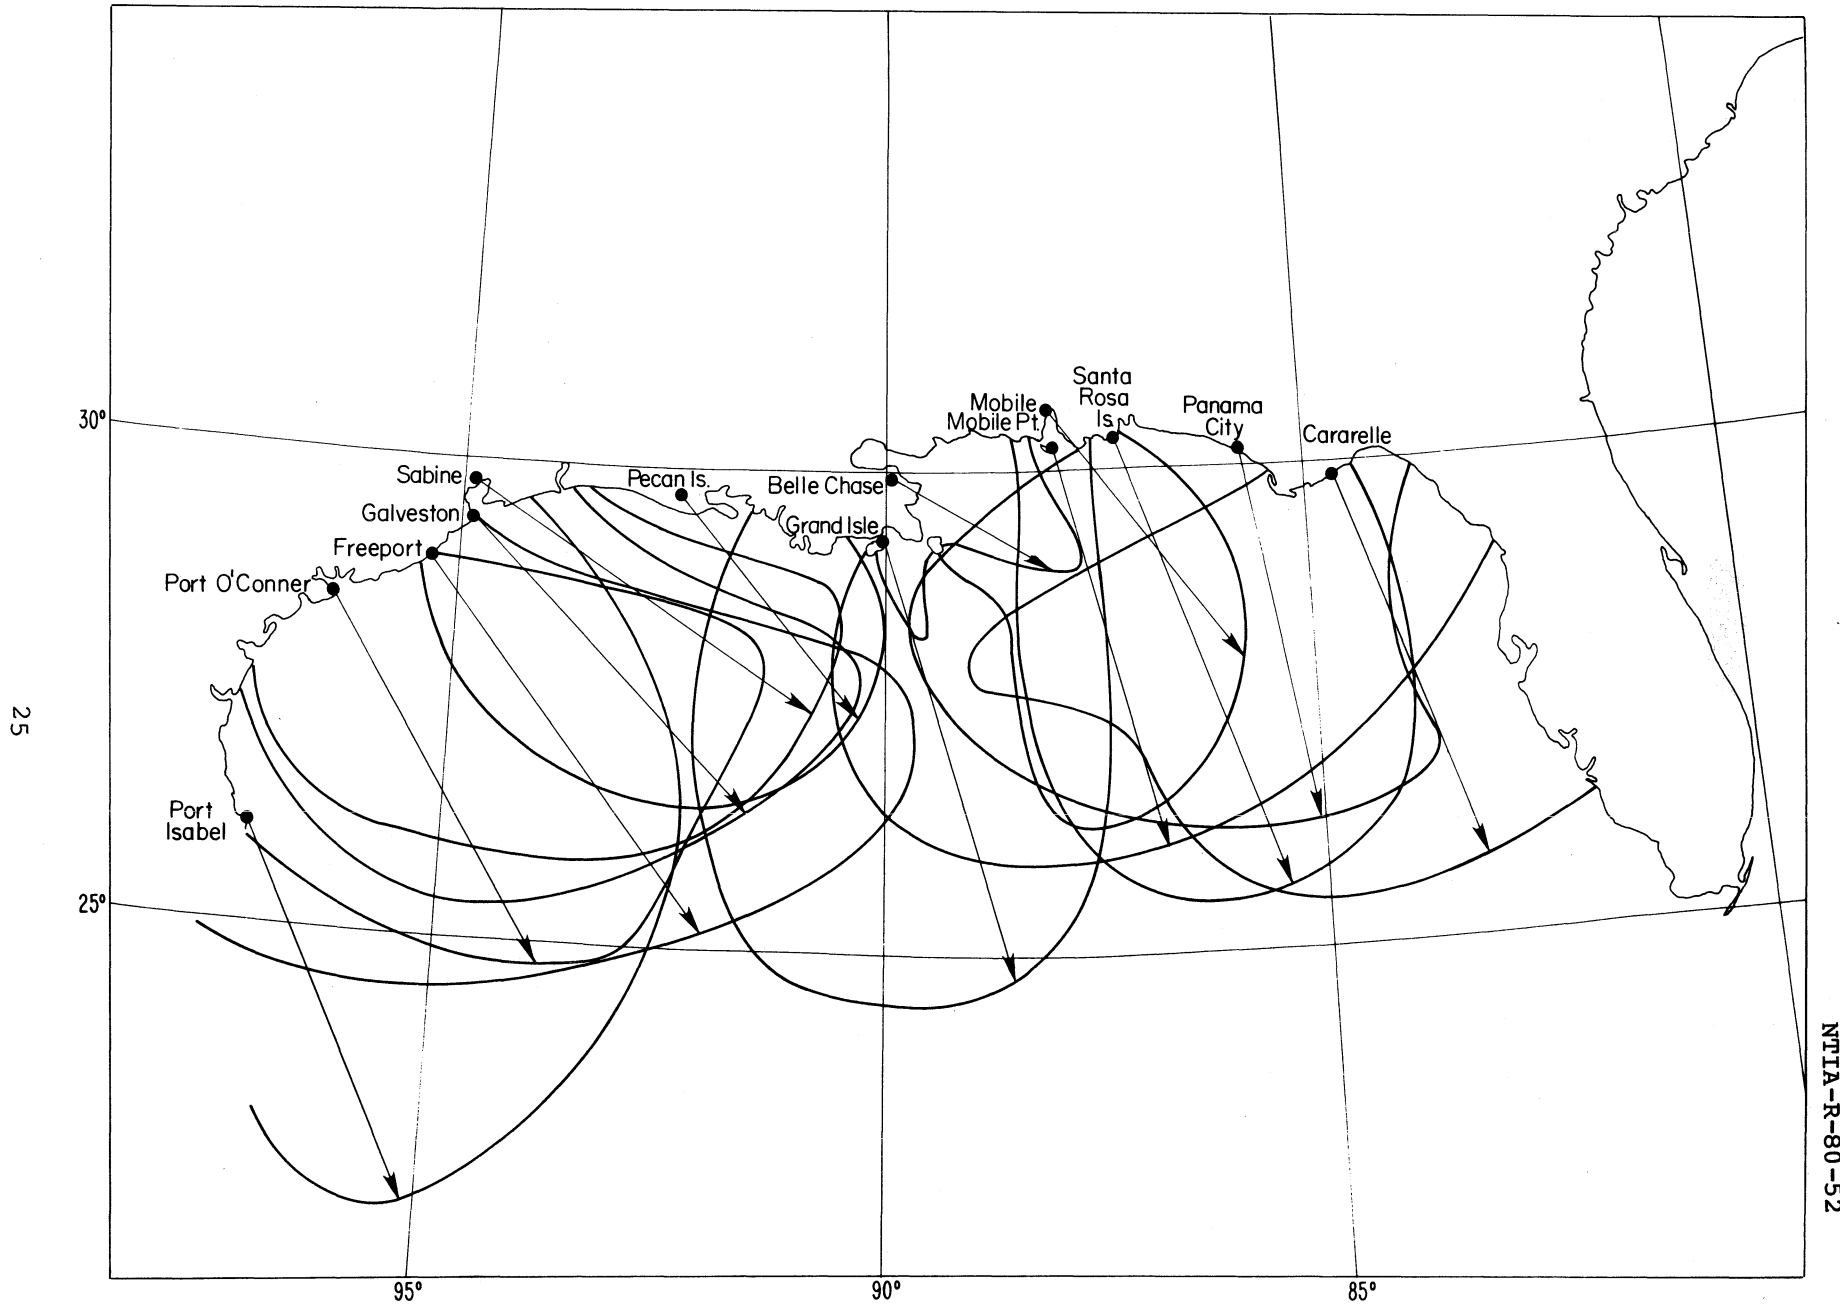 Santa
Rosa
Is.
Mobile
Mobile Pt.
Panama
City
Cararelle
30°
Sabine
Pecan Is.
Belle Chase
Galveston
Grand Isle
Freeport
Port O'Conner
Port
Isabel
25
25°
95°
90°
85°
NTIA-R-80-52